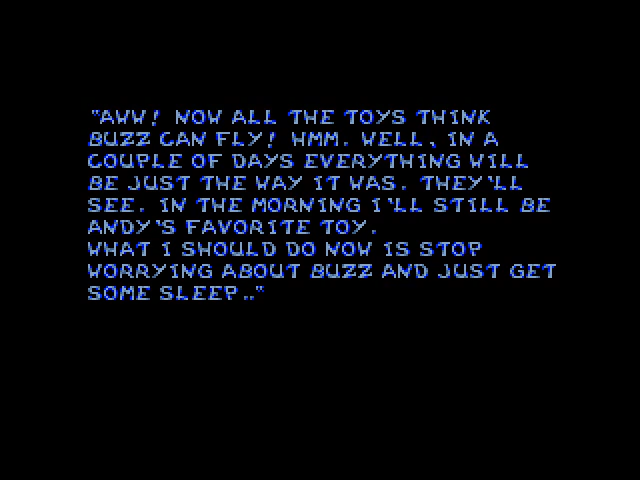 "AWW! NOW ALL THE TOYS THINK
BUZZ CAN FLY! HMM. WELL, IN A
COUPLE OF DAYS EVERYTHING WILL
BE JUST THE WAY IT WAS. THEY'LL
SEE. IN THE MORNING I'LL STILL BE
ANDY'S FAVORITE TOY.
WHAT I SHOULD DO NOW IS STOP
WORRYING ABOUT BUZZ AND JUST GET
SOME SLEEP.."